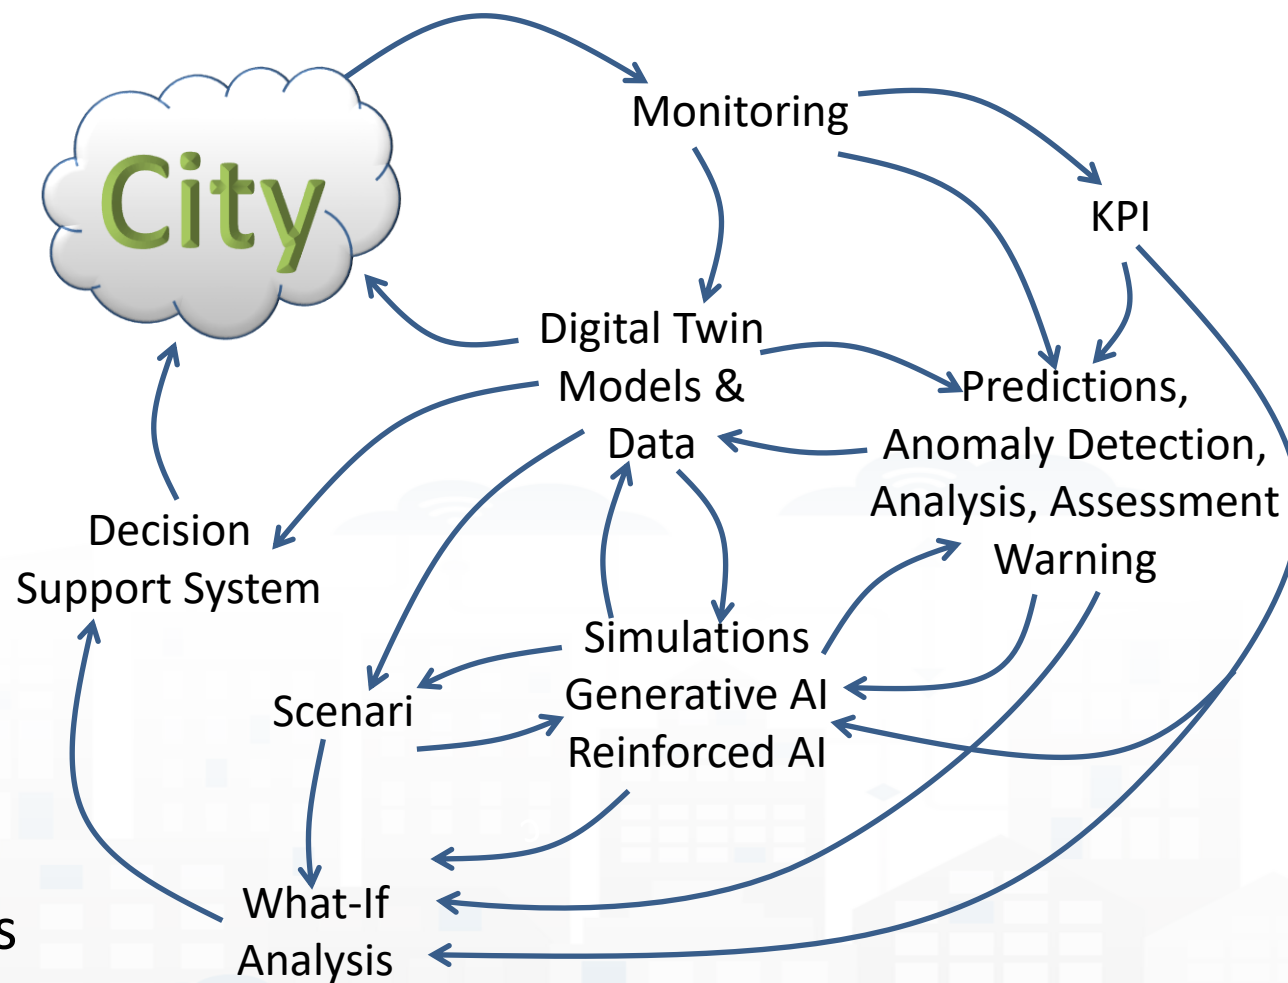 City
Monitoring
KPI
Digital Twin
Models &
Data
Predictions,
Anomaly Detection,
Analysis, Assessment
Warning
Decision
Support System
Simulations
Generative AI
Reinforced AI
Scenari
What-If
Analysis
s